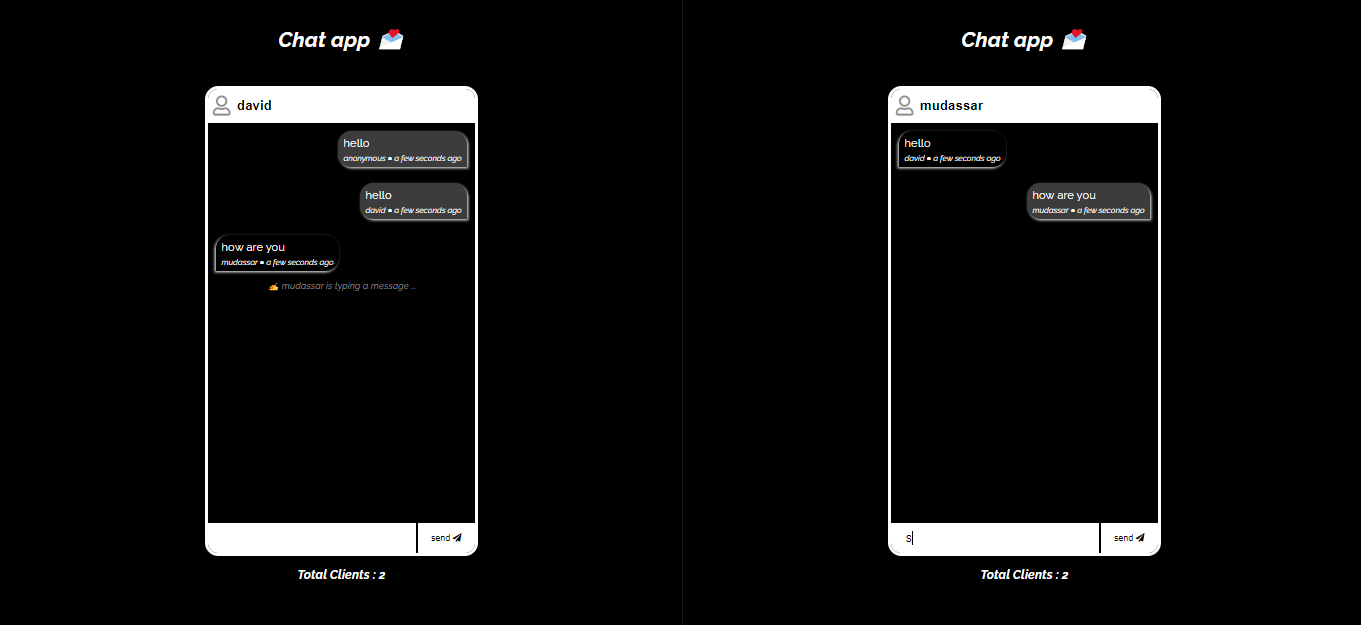 Chat app 💌
david
hello
anonymous ● a few seconds ago
hello
david ● a few seconds ago
how are you
mudassar ● a few seconds ago
✍️ mudassar is typing a message ...
send
Total Clients : 2
Chat app 💌
mudassar
hello
david ● a few seconds ago
how are you
mudassar ● a few seconds ago
s
send
Total Clients : 2